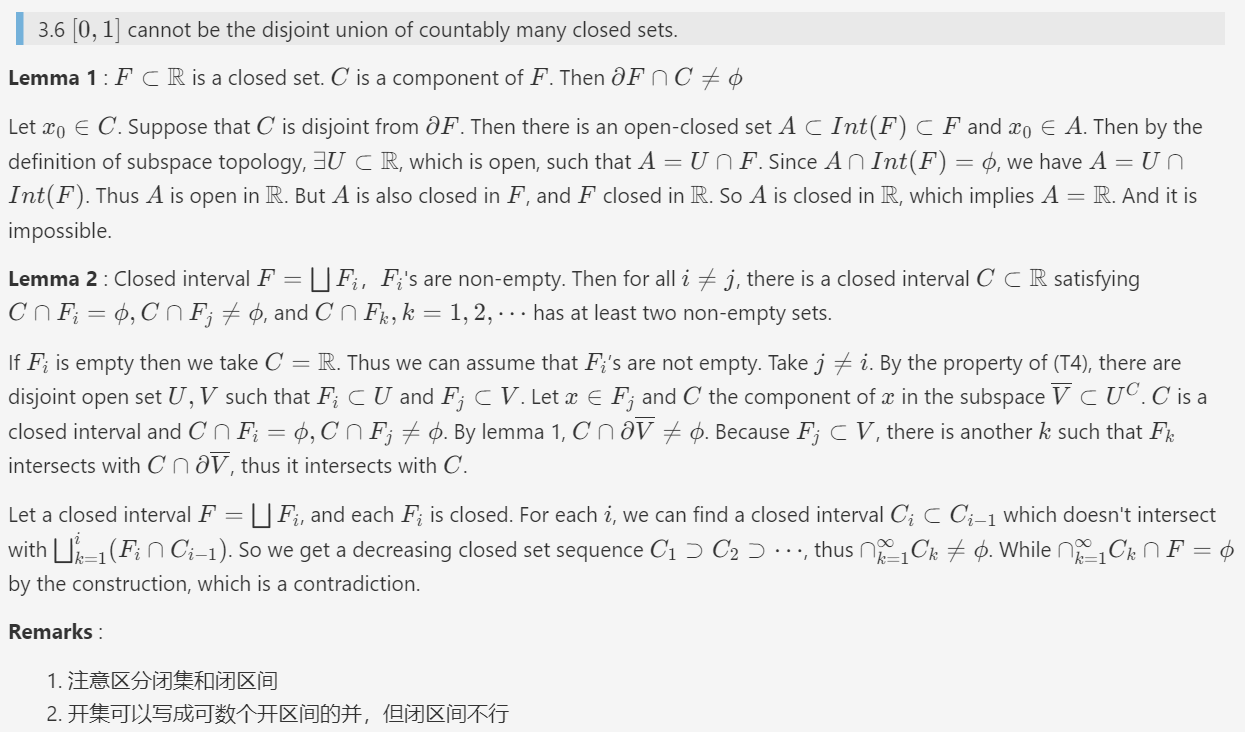 3.6 [0, 1] cannot be the disjoint union of countably many closed sets.
Lemma 1 : F ⊂ ℝ is a closed set. C is a component of F. Then ∂F ∩ C ≠ ϕ
Let x₀ ∈ C. Suppose that C is disjoint from ∂F. Then there is an open-closed set A ⊂ Int(F) ⊂ F and x₀ ∈ A. Then by the
definition of subspace topology, ∃U ⊂ ℝ, which is open, such that A = U ∩ F. Since A ∩ Int(F) = ϕ, we have A = U ∩
Int(F). Thus A is open in ℝ. But A is also closed in F, and F closed in ℝ. So A is closed in ℝ, which implies A = ℝ. And it is
impossible.
Lemma 2 : Closed interval F = ⨆ Fᵢ, Fᵢ's are non-empty. Then for all i ≠ j, there is a closed interval C ⊂ ℝ satisfying
C ∩ Fᵢ = ϕ, C ∩ Fⱼ ≠ ϕ, and C ∩ Fₖ, k = 1, 2, ⋯ has at least two non-empty sets.
If Fᵢ is empty then we take C = ℝ. Thus we can assume that Fᵢ's are not empty. Take j ≠ i. By the property of (T4), there are
disjoint open set U, V such that Fᵢ ⊂ U and Fⱼ ⊂ V. Let x ∈ Fⱼ and C the component of x in the subspace V̅ ⊂ Uᶜ. C is a
closed interval and C ∩ Fᵢ = ϕ, C ∩ Fⱼ ≠ ϕ. By lemma 1, C ∩ ∂V̅ ≠ ϕ. Because Fⱼ ⊂ V, there is another k such that Fₖ
intersects with C ∩ ∂V̅, thus it intersects with C.
Let a closed interval F = ⨆ Fᵢ, and each Fᵢ is closed. For each i, we can find a closed interval Cᵢ ⊂ Cᵢ₋₁ which doesn't intersect
with ⨆ₖ₌₁ⁱ(Fᵢ ∩ Cᵢ₋₁). So we get a decreasing closed set sequence C₁ ⊃ C₂ ⊃ ⋯, thus ∩ₖ₌₁^∞ Cₖ ≠ ϕ. While ∩ₖ₌₁^∞ Cₖ ∩ F = ϕ
by the construction, which is a contradiction.
Remarks :
1. 注意区分闭集和闭区间
2. 开集可以写成可数个开区间的并，但闭区间不行